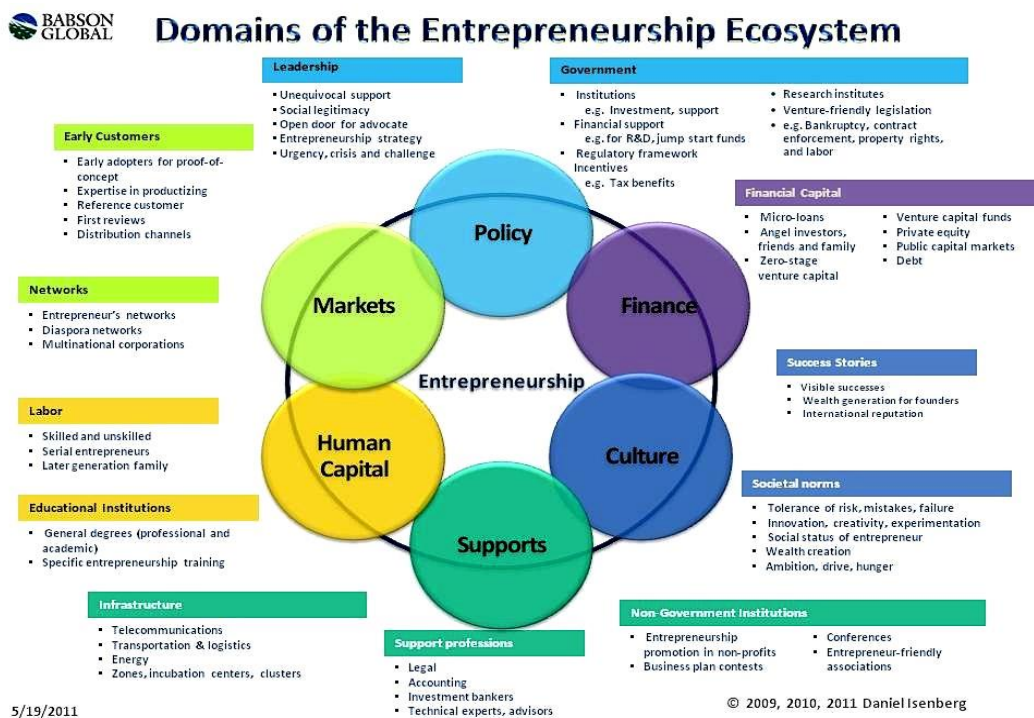 BABSON
GLOBAL
Domains of the Entrepreneurship Ecosystem
Leadership
▪ Unequivocal support
▪ Social legitimacy
▪ Open door for advocate
▪ Entrepreneurship strategy
▪ Urgency, crisis and challenge
Government
▪ Institutions
e.g. Investment, support
▪ Financial support
e.g. for R&D, jump start funds
▪ Regulatory framework
Incentives
e.g. Tax benefits
• Research institutes
• Venture-friendly legislation
• e.g. Bankruptcy, contract
enforcement, property rights,
and labor
Early Customers
▪ Early adopters for proof-of-
concept
▪ Expertise in productizing
▪ Reference customer
▪ First reviews
▪ Distribution channels
Financial Capital
▪ Micro-loans
▪ Angel investors,
friends and family
▪ Zero-stage
venture capital
▪ Venture capital funds
▪ Private equity
▪ Public capital markets
▪ Debt
Networks
▪ Entrepreneur's networks
▪ Diaspora networks
▪ Multinational corporations
Policy
Markets
Finance
Entrepreneurship
Human
Capital
Culture
Supports
Success Stories
▪ Visible successes
▪ Wealth generation for founders
▪ International reputation
Labor
▪ Skilled and unskilled
▪ Serial entrepreneurs
▪ Later generation family
Societal norms
▪ Tolerance of risk, mistakes, failure
▪ Innovation, creativity, experimentation
▪ Social status of entrepreneur
▪ Wealth creation
▪ Ambition, drive, hunger
Educational Institutions
▪ General degrees (professional and
academic)
▪ Specific entrepreneurship training
Infrastructure
▪ Telecommunications
▪ Transportation & logistics
▪ Energy
▪ Zones, incubation centers, clusters
Support professions
▪ Legal
▪ Accounting
▪ Investment bankers
▪ Technical experts, advisors
Non-Government Institutions
▪ Entrepreneurship
promotion in non-profits
▪ Business plan contests
▪ Conferences
▪ Entrepreneur-friendly
associations
5/19/2011
© 2009, 2010, 2011 Daniel Isenberg